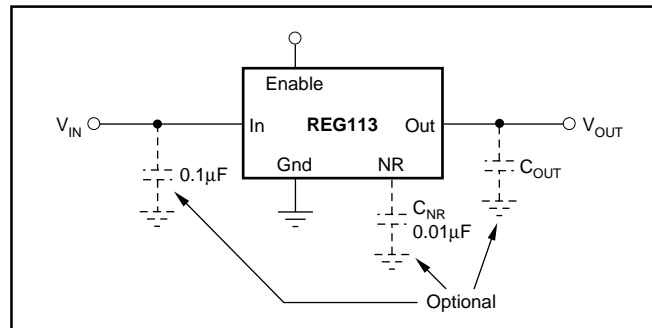 Enable
V_IN
In
REG113
Out
V_OUT
Gnd
NR
0.1µF
C_NR
0.01µF
C_OUT
Optional